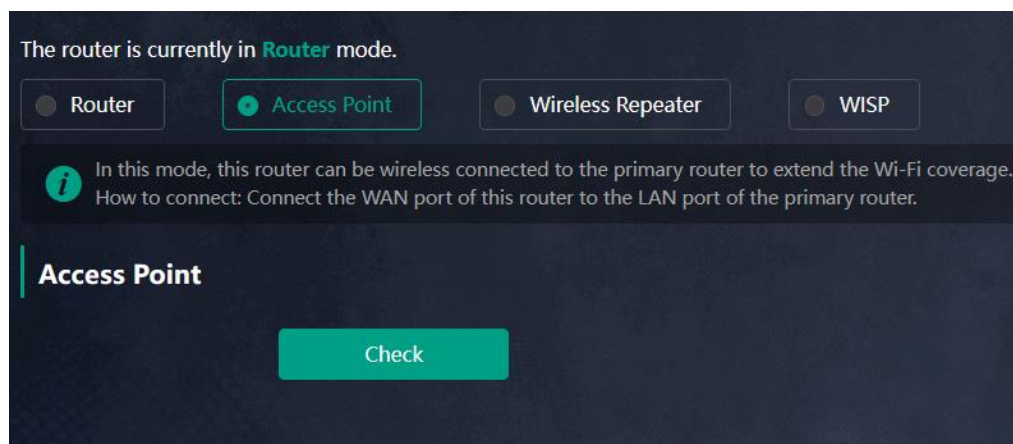 The router is currently in Router mode.
Router
Access Point
Wireless Repeater
WISP
In this mode, this router can be wireless connected to the primary router to extend the Wi-Fi coverage.
How to connect: Connect the WAN port of this router to the LAN port of the primary router.
Access Point
Check